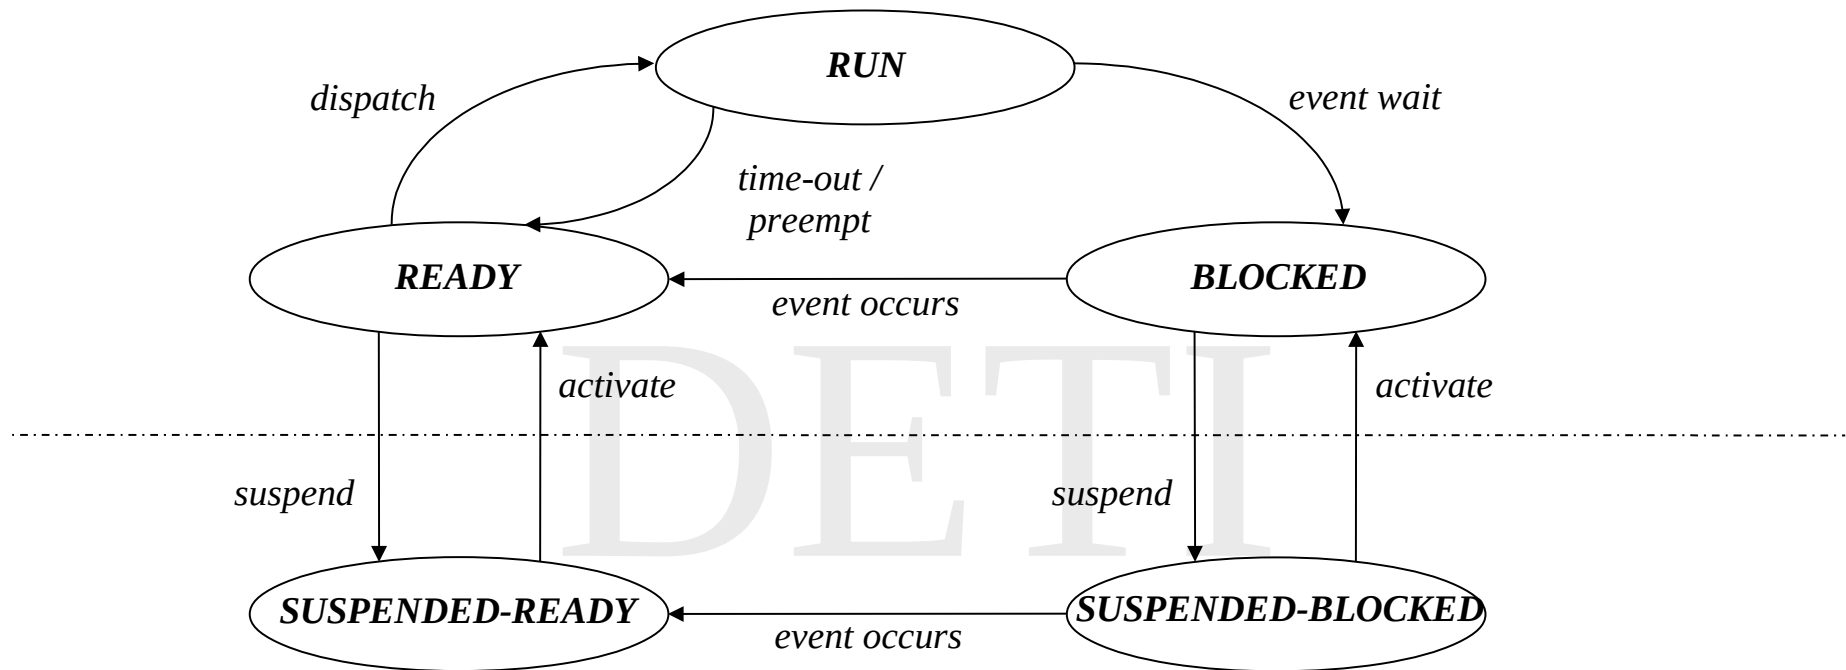 RUN
dispatch
event wait
time-out /
preempt
READY
BLOCKED
event occurs
activate
activate
DETI
suspend
suspend
SUSPENDED-READY
SUSPENDED-BLOCKED
event occurs